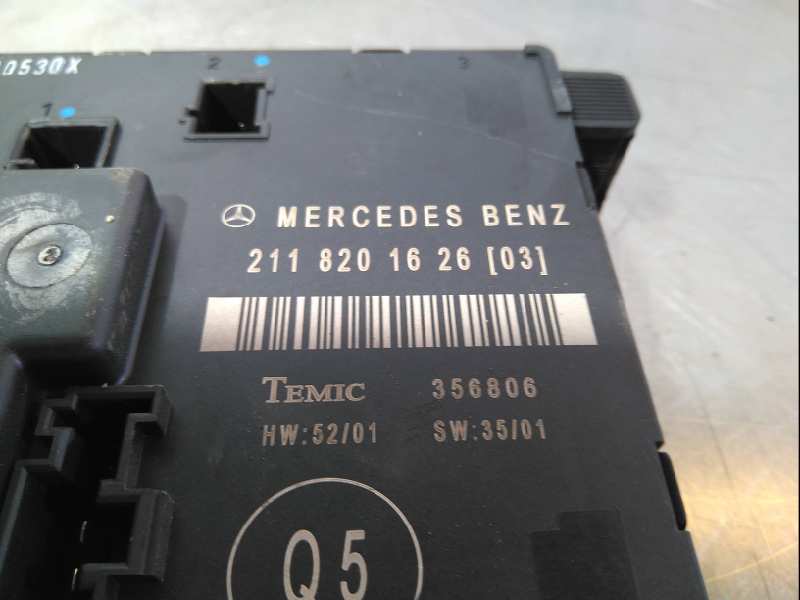 0530X
2
3
1
MERCEDES BENZ
211 820 16 26 [03]
TEMIC 356806
HW:52/01 SW:35/01
Q5